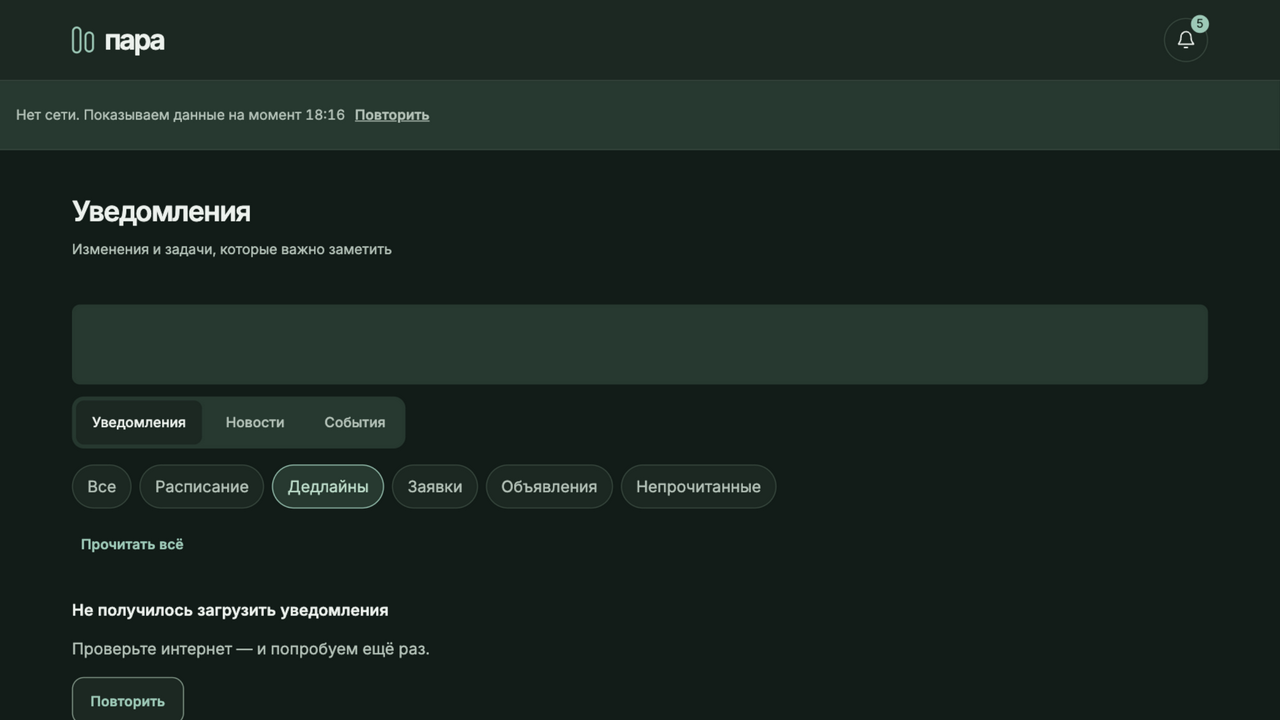 пара
5
Нет сети. Показываем данные на момент 18:16 Повторить
Уведомления
Изменения и задачи, которые важно заметить
Уведомления Новости События
Все Расписание Дедлайны Заявки Объявления Непрочитанные
Прочитать всё
Не получилось загрузить уведомления
Проверьте интернет — и попробуем ещё раз.
Повторить